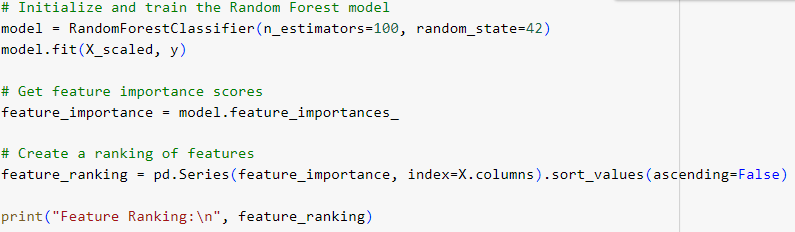 # Initialize and train the Random Forest model
model = RandomForestClassifier(n_estimators=100, random_state=42)
model.fit(X_scaled, y)
# Get feature importance scores
feature_importance = model.feature_importances_
# Create a ranking of features
feature_ranking = pd.Series(feature_importance, index=X.columns).sort_values(ascending=False)
print("Feature Ranking:\n", feature_ranking)